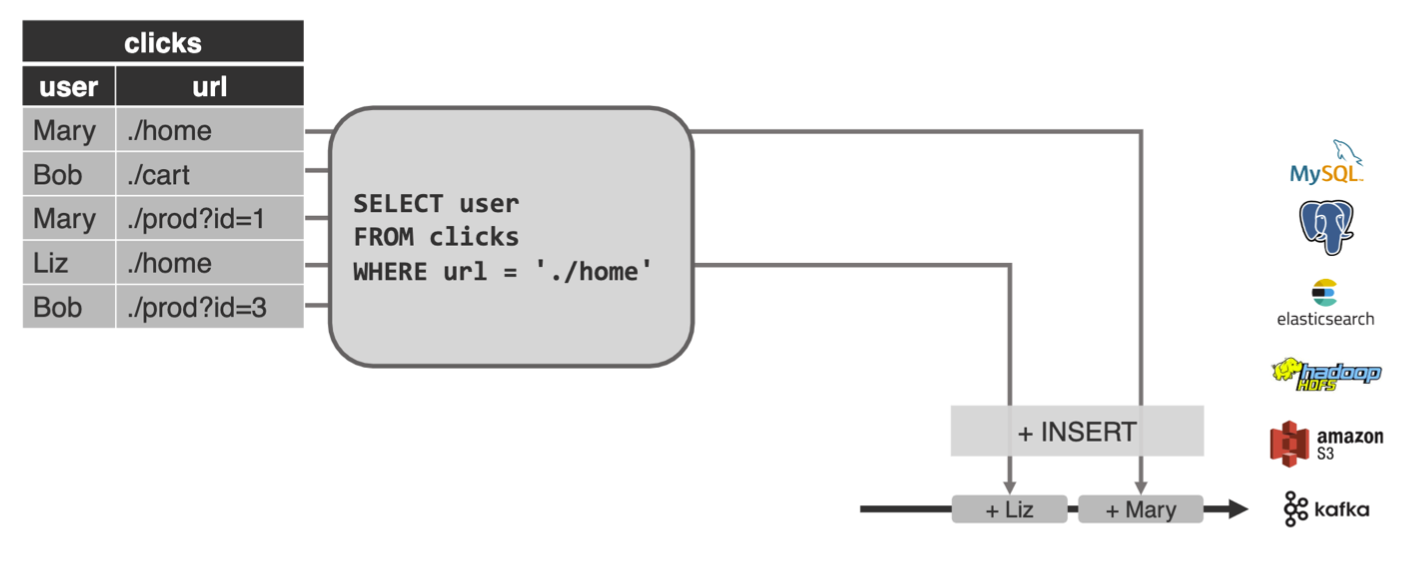 clicks
user url
Mary ./home
Bob ./cart
Mary ./prod?id=1
Liz ./home
Bob ./prod?id=3
SELECT user
FROM clicks
WHERE url = './home'
+ INSERT
+ Liz + Mary
MySQL™
elasticsearch
hadoop
HDFS
amazon
S3
kafka